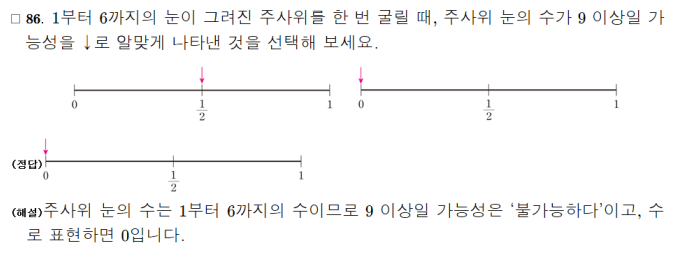 □ 86. 1부터 6까지의 눈이 그려진 주사위를 한 번 굴릴 때, 주사위 눈의 수가 9 이상일 가
능성을 ↓로 알맞게 나타낸 것을 선택해 보세요.
0 1/2 1 0 1/2 1
(정답) 0 1/2 1
(해설)주사위 눈의 수는 1부터 6까지의 수이므로 9 이상일 가능성은 ‘불가능하다’이고, 수
로 표현하면 0입니다.